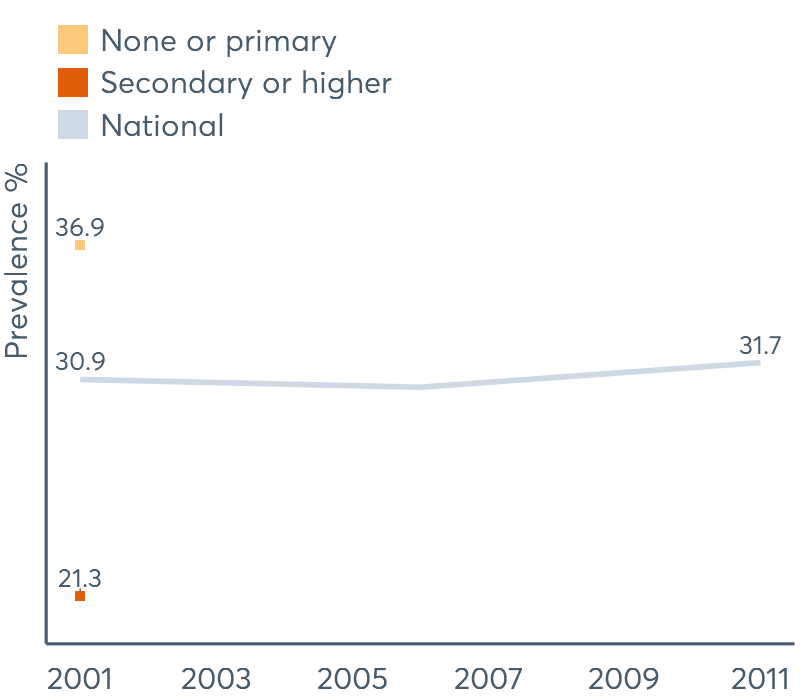 None or primary
Secondary or higher
National
Prevalence %
36.9
30.9
31.7
21.3
2001 2003 2005 2007 2009 2011